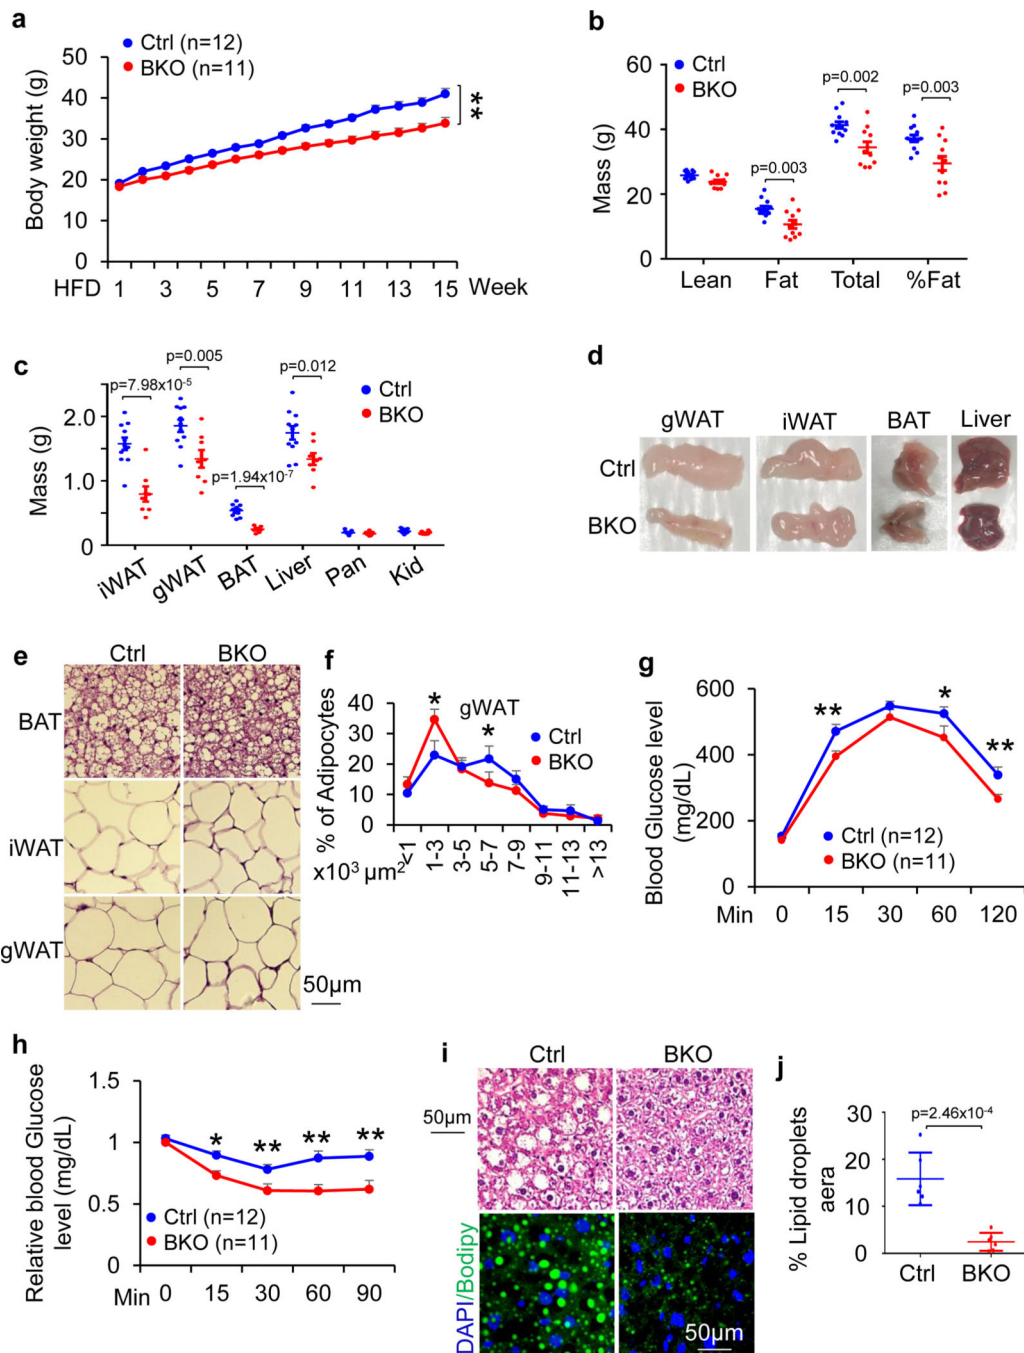 a
Ctrl (n=12)
BKO (n=11)
Body weight (g)
50
40
30
20
10
0
**
HFD 1 3 5 7 9 11 13 15 Week
b
Ctrl
BKO
Mass (g)
60
40
20
0
p=0.003
p=0.002
p=0.003
Lean Fat Total %Fat
c
Ctrl
BKO
Mass (g)
2.0
1.0
0
p=7.98x10-5
p=0.005
p=1.94x10-7
p=0.012
iWAT gWAT BAT Liver Pan Kid
d
gWAT iWAT BAT Liver
Ctrl
BKO
e
Ctrl BKO
BAT
iWAT
gWAT
50µm
f
gWAT
Ctrl
BKO
% of Adipocytes
40
30
20
10
0
* *
x10³ µm²
<1 1-3 3-5 5-7 7-9 9-11 11-13 >13
g
Blood Glucose level
(mg/dL)
600
400
200
0
** * **
Ctrl (n=12)
BKO (n=11)
Min 0 15 30 60 120
h
Relative blood Glucose
level (mg/dL)
1.5
1
0.5
0
* ** ** **
Ctrl (n=12)
BKO (n=11)
Min 0 15 30 60 90
i
Ctrl BKO
50µm
DAPI/Bodipy
50µm
j
% Lipid droplets
aera
30
20
10
0
p=2.46x10-4
Ctrl BKO